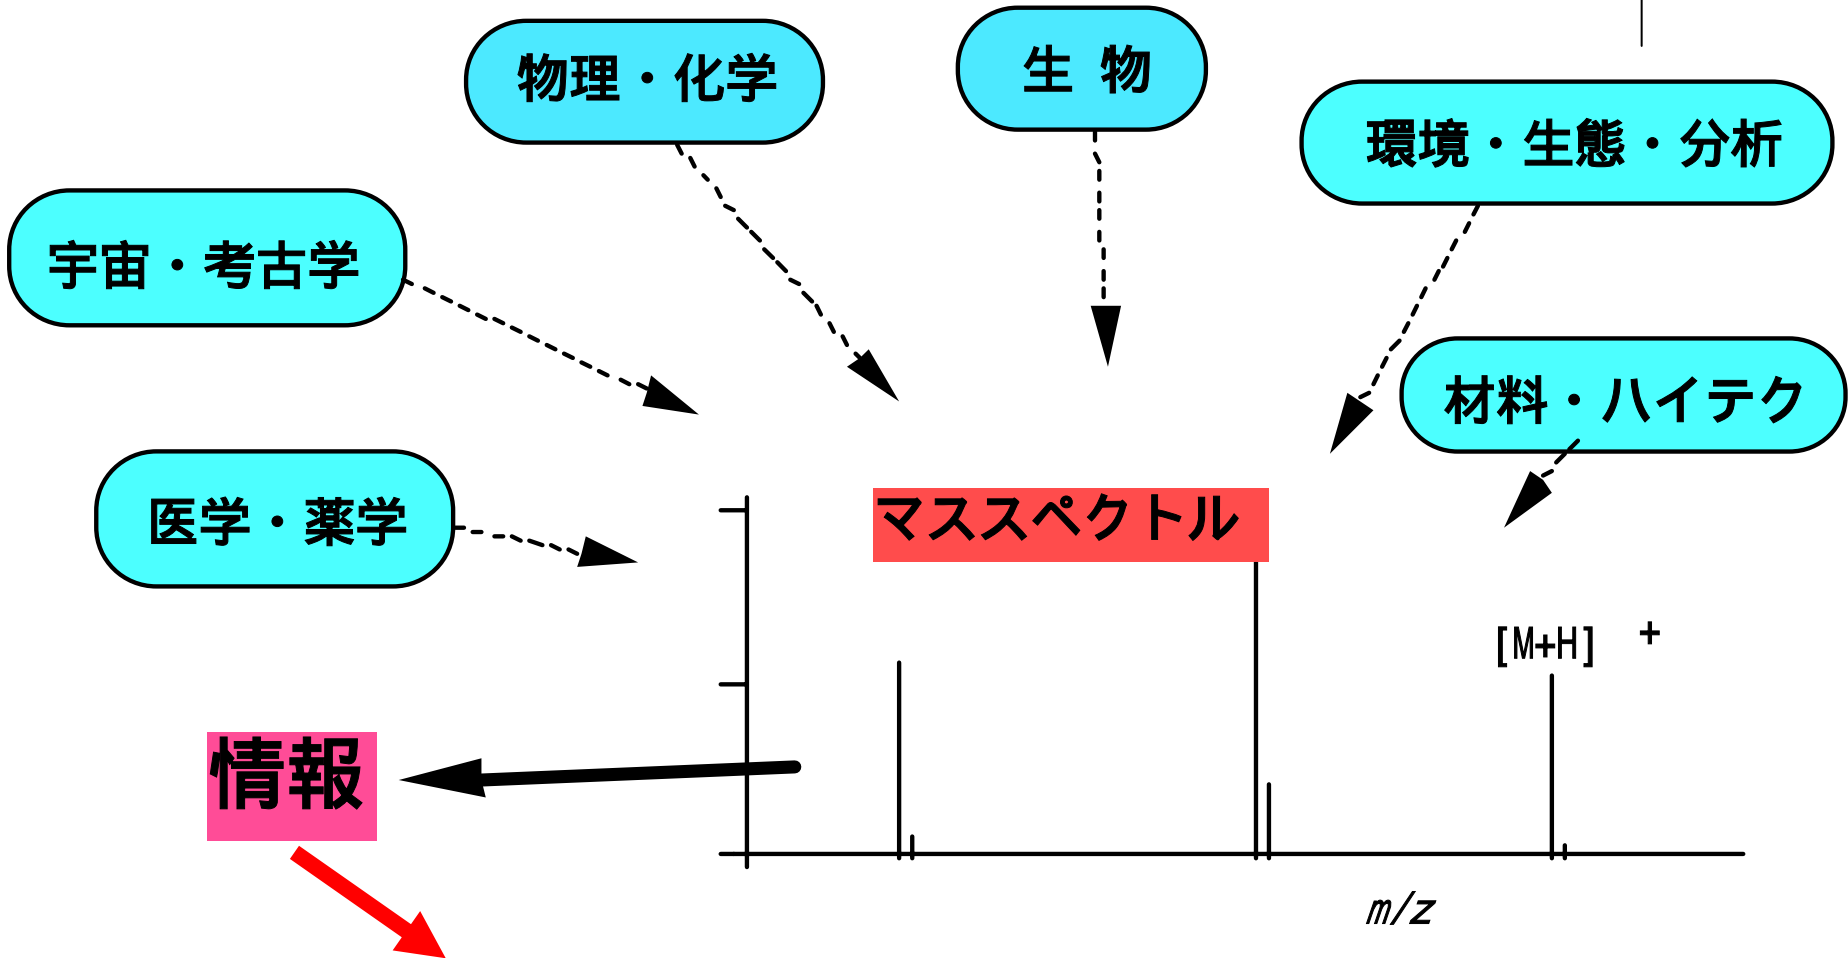 物理・化学
生 物
環境・生態・分析
宇宙・考古学
材料・ハイテク
医学・薬学
マススペクトル
[M+H] +
情報
m/z